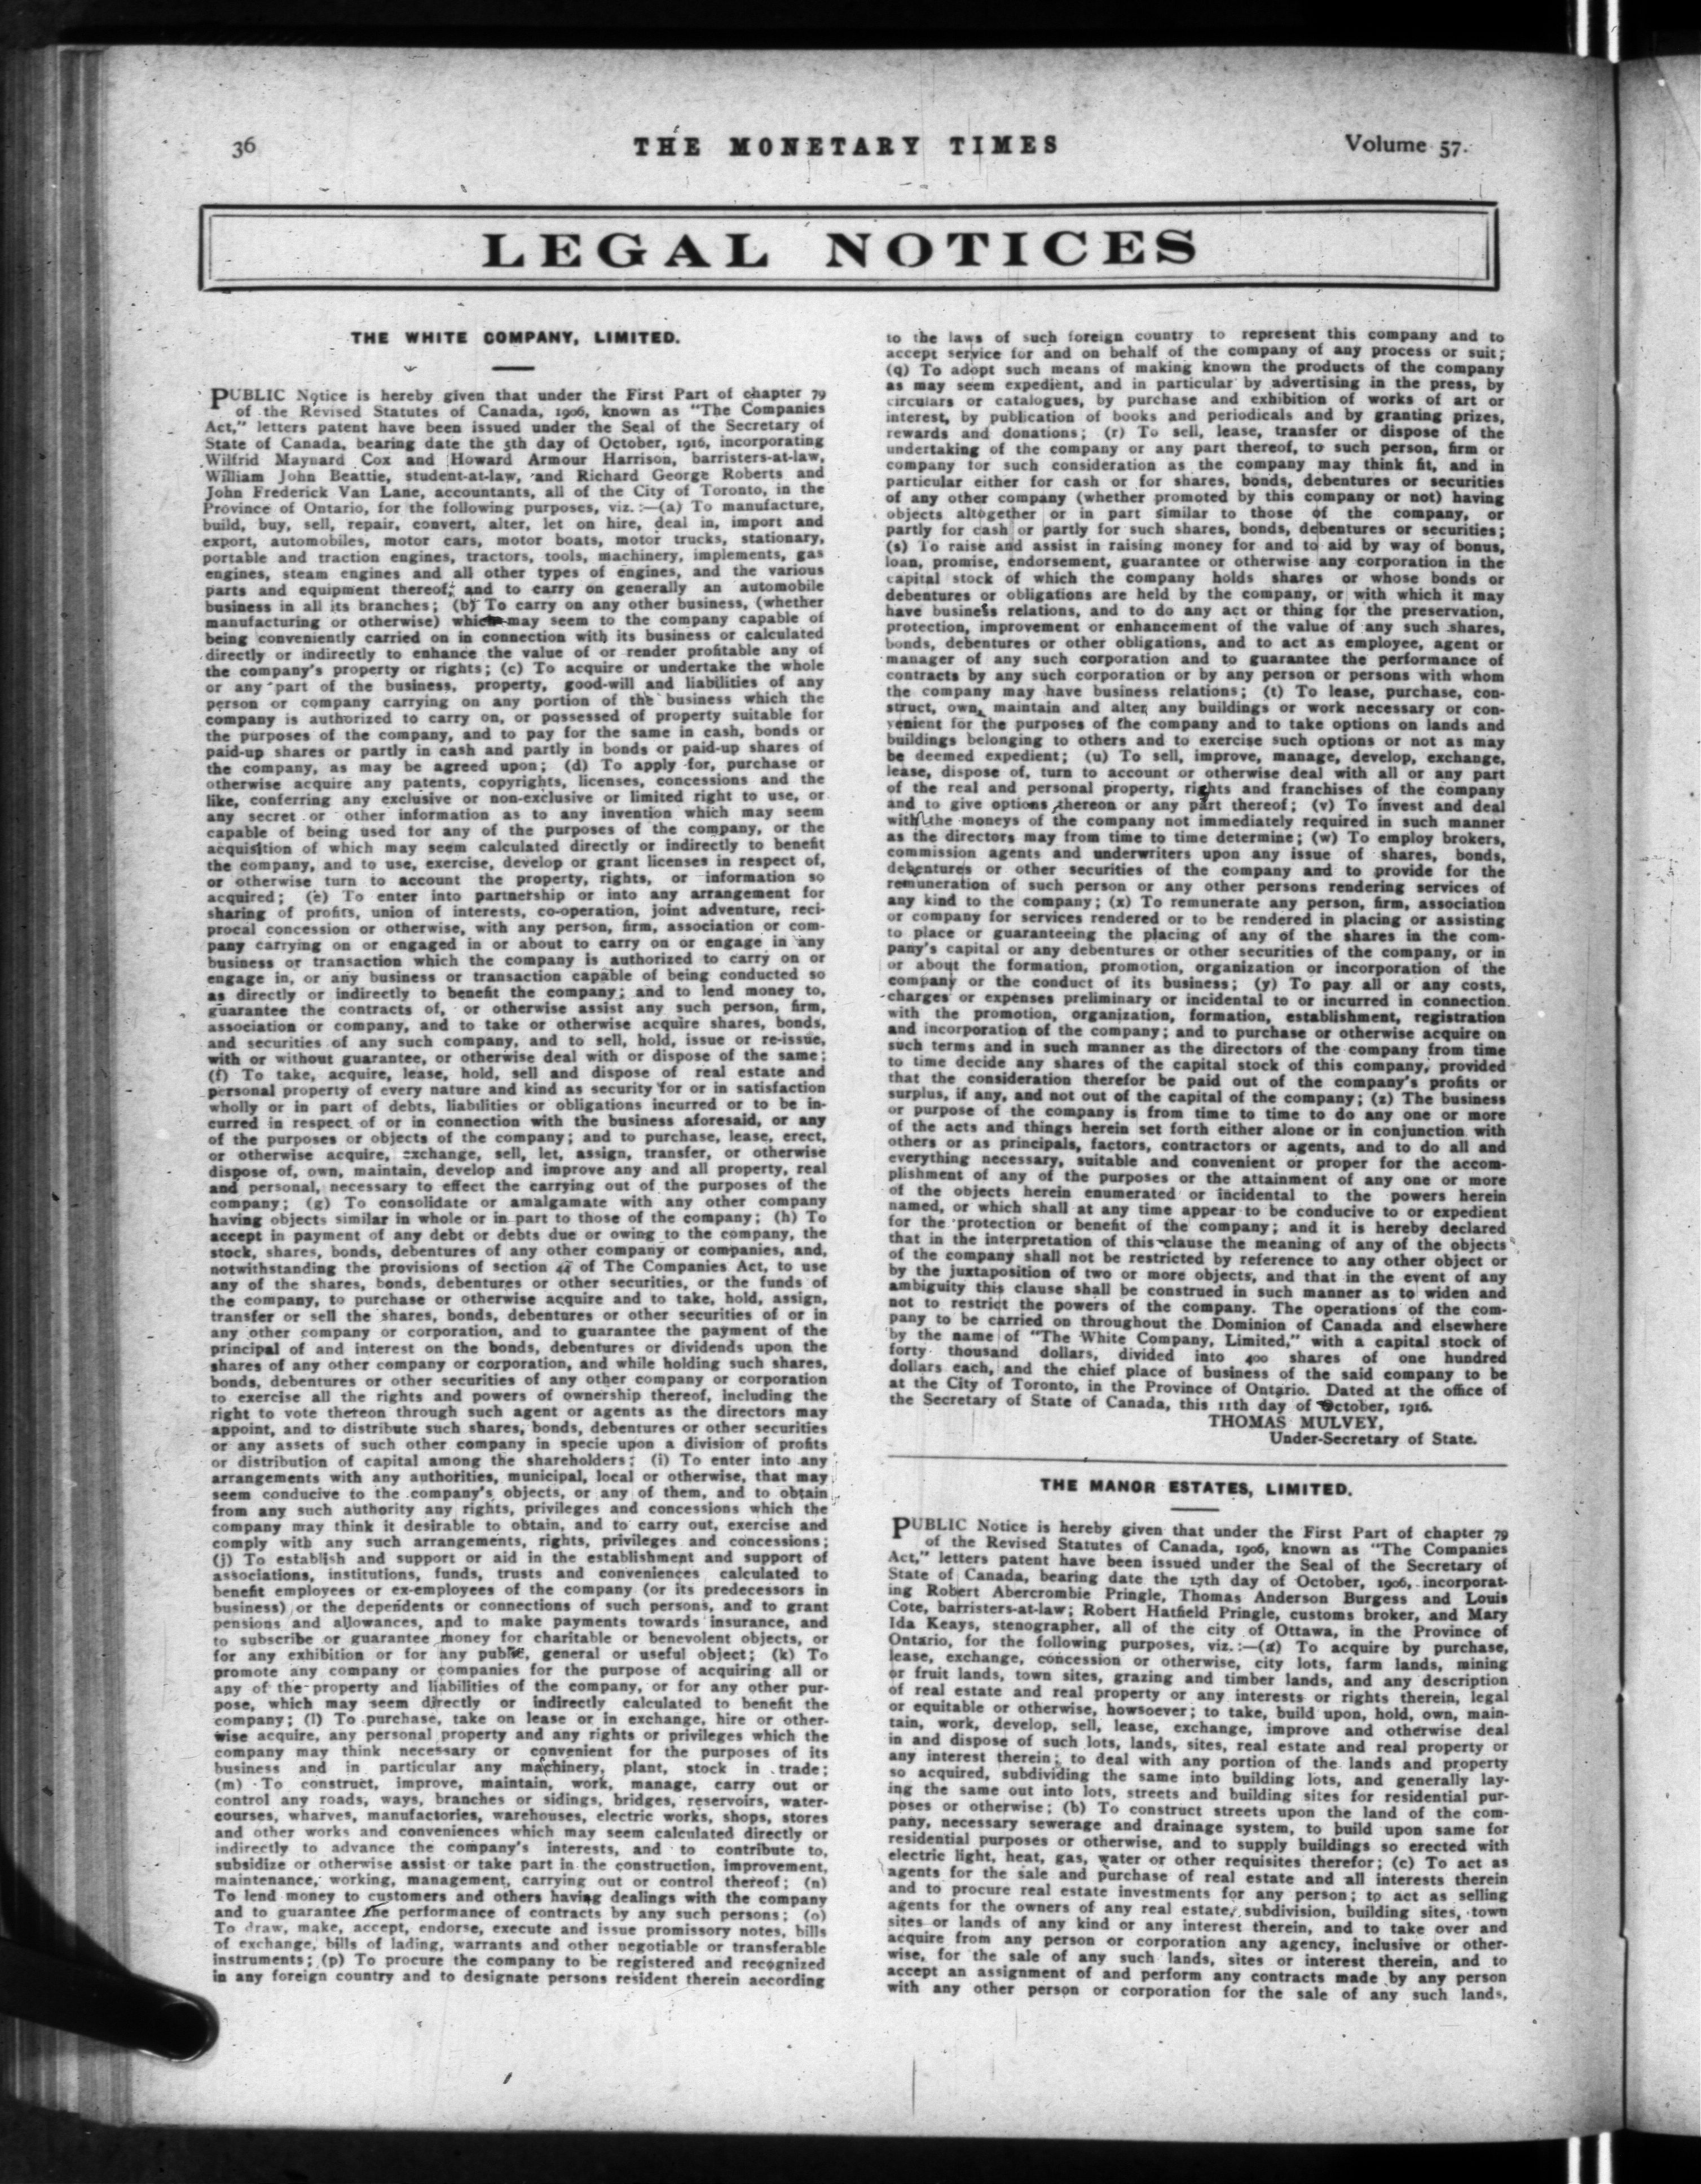 36
THE MONETARY TIMES
Volume 57.
LEGAL NOTICES
THE WHITE COMPANY, LIMITED.
PUBLIC Notice is hereby given that under the First Part of chapter 79
of the Revised Statutes of Canada, 1906, known as "The Companies
Act," letters patent have been issued under the Seal of the Secretary of
State of Canada, bearing date the 5th day of October, 1916, incorporating
Wilfrid Maynard Cox and Howard Armour Harrison, barristers-at-law,
William John Beattie, student-at-law, and Richard George Roberts and
John Frederick Van Lane, accountants, all of the City of Toronto, in the
Province of Ontario, for the following purposes, viz.:—(a) To manufacture,
build, buy, sell, repair, convert, alter, let on hire, deal in, import and
export, automobiles, motor cars, motor boats, motor trucks, stationary,
portable and traction engines, tractors, tools, machinery, implements, gas
engines, steam engines and all other types of engines, and the various
parts and equipment thereof; and to carry on generally an automobile
business in all its branches; (b) To carry on any other business, (whether
manufacturing or otherwise) which may seem to the company capable of
being conveniently carried on in connection with its business or calculated
directly or indirectly to enhance the value of or render profitable any of
the company's property or rights; (c) To acquire or undertake the whole
or any part of the business, property, good-will and liabilities of any
person or company carrying on any portion of the business which the
company is authorized to carry on, or possessed of property suitable for
the purposes of the company, and to pay for the same in cash, bonds or
paid-up shares or partly in cash and partly in bonds or paid-up shares of
the company, as may be agreed upon; (d) To apply for, purchase or
otherwise acquire any patents, copyrights, licenses, concessions and the
like, conferring any exclusive or non-exclusive or limited right to use, or
any secret or other information as to any invention which may seem
capable of being used for any of the purposes of the company, or the
acquisition of which may seem calculated directly or indirectly to benefit
the company, and to use, exercise, develop or grant licenses in respect of,
or otherwise turn to account the property, rights, or information so
acquired; (e) To enter into partnership or into any arrangement for
sharing of profits, union of interests, co-operation, joint adventure, reci-
procal concession or otherwise, with any person, firm, association or com-
pany carrying on or engaged in or about to carry on or engage in any
business or transaction which the company is authorized to carry on or
engage in, or any business or transaction capable of being conducted so
as directly or indirectly to benefit the company; and to lend money to,
guarantee the contracts of, or otherwise assist any such person, firm,
association or company, and to take or otherwise acquire shares, bonds,
and securities of any such company, and to sell, hold, issue or re-issue,
with or without guarantee, or otherwise deal with or dispose of the same;
(f) To take, acquire, lease, hold, sell and dispose of real estate and
personal property of every nature and kind as security for or in satisfaction
wholly or in part of debts, liabilities or obligations incurred or to be in-
curred in respect of or in connection with the business aforesaid, or any
of the purposes or objects of the company; and to purchase, lease, erect,
or otherwise acquire, exchange, sell, let, assign, transfer, or otherwise
dispose of, own, maintain, develop and improve any and all property, real
and personal, necessary to effect the carrying out of the purposes of the
company; (g) To consolidate or amalgamate with any other company
having objects similar in whole or in part to those of the company; (h) To
accept in payment of any debt or debts due or owing to the company, the
stock, shares, bonds, debentures of any other company or companies, and,
notwithstanding the provisions of section 44 of The Companies Act, to use
any of the shares, bonds, debentures or other securities, or the funds of
the company, to purchase or otherwise acquire and to take, hold, assign,
transfer or sell the shares, bonds, debentures or other securities of or in
any other company or corporation, and to guarantee the payment of the
principal of and interest on the bonds, debentures or dividends upon the
shares of any other company or corporation, and while holding such shares,
bonds, debentures or other securities of any other company or corporation
to exercise all the rights and powers of ownership thereof, including the
right to vote thereon through such agent or agents as the directors may
appoint, and to distribute such shares, bonds, debentures or other securities
or any assets of such other company in specie upon a division of profits
or distribution of capital among the shareholders; (i) To enter into any
arrangements with any authorities, municipal, local or otherwise, that may
seem conducive to the company's objects, or any of them, and to obtain
from any such authority any rights, privileges and concessions which the
company may think it desirable to obtain, and to carry out, exercise and
comply with any such arrangements, rights, privileges and concessions;
(j) To establish and support or aid in the establishment and support of
associations, institutions, funds, trusts and conveniences calculated to
benefit employees or ex-employees of the company (or its predecessors in
business) or the dependents or connections of such persons, and to grant
pensions and allowances, and to make payments towards insurance, and
to subscribe or guarantee money for charitable or benevolent objects, or
for any exhibition or for any public, general or useful object; (k) To
promote any company or companies for the purpose of acquiring all or
any of the property and liabilities of the company, or for any other pur-
pose, which may seem directly or indirectly calculated to benefit the
company; (l) To purchase, take on lease or in exchange, hire or other-
wise acquire, any personal property and any rights or privileges which the
company may think necessary or convenient for the purposes of its
business and in particular any machinery, plant, stock in trade;
(m) To construct, improve, maintain, work, manage, carry out or
control any roads, ways, branches or sidings, bridges, reservoirs, water-
courses, wharves, manufactories, warehouses, electric works, shops, stores
and other works and conveniences which may seem calculated directly or
indirectly to advance the company's interests, and to contribute to,
subsidize or otherwise assist or take part in the construction, improvement,
maintenance, working, management, carrying out or control thereof; (n)
To lend money to customers and others having dealings with the company
and to guarantee the performance of contracts by any such persons; (o)
To draw, make, accept, endorse, execute and issue promissory notes, bills
of exchange, bills of lading, warrants and other negotiable or transferable
instruments; (p) To procure the company to be registered and recognized
in any foreign country and to designate persons resident therein according
to the laws of such foreign country to represent this company and to
accept service for and on behalf of the company of any process or suit;
(q) To adopt such means of making known the products of the company
as may seem expedient, and in particular by advertising in the press, by
circulars or catalogues, by purchase and exhibition of works of art or
interest, by publication of books and periodicals and by granting prizes,
rewards and donations; (r) To sell, lease, transfer or dispose of the
undertaking of the company or any part thereof, to such person, firm or
company for such consideration as the company may think fit, and in
particular either for cash or for shares, bonds, debentures or securities
of any other company (whether promoted by this company or not) having
objects altogether or in part similar to those of the company, or
partly for cash or partly for such shares, bonds, debentures or securities;
(s) To raise and assist in raising money for and to aid by way of bonus,
loan, promise, endorsement, guarantee or otherwise any corporation in the
capital stock of which the company holds shares or whose bonds or
debentures or obligations are held by the company, or with which it may
have business relations, and to do any act or thing for the preservation,
protection, improvement or enhancement of the value of any such shares,
bonds, debentures or other obligations, and to act as employee, agent or
manager of any such corporation and to guarantee the performance of
contracts by any such corporation or by any person or persons with whom
the company may have business relations; (t) To lease, purchase, con-
struct, own, maintain and alter, any buildings or work necessary or con-
venient for the purposes of the company and to take options on lands and
buildings belonging to others and to exercise such options or not as may
be deemed expedient; (u) To sell, improve, manage, develop, exchange,
lease, dispose of, turn to account or otherwise deal with all or any part
of the real and personal property, rights and franchises of the company
and to give options thereon or any part thereof; (v) To invest and deal
with the moneys of the company not immediately required in such manner
as the directors may from time to time determine; (w) To employ brokers,
commission agents and underwriters upon any issue of shares, bonds,
debentures or other securities of the company and to provide for the
remuneration of such person or any other persons rendering services of
any kind to the company; (x) To remunerate any person, firm, association
or company for services rendered or to be rendered in placing or assisting
to place or guaranteeing the placing of any of the shares in the com-
pany's capital or any debentures or other securities of the company, or in
or about the formation, promotion, organization or incorporation of the
company or the conduct of its business; (y) To pay all or any costs,
charges or expenses preliminary or incidental to or incurred in connection
with the promotion, organization, formation, establishment, registration
and incorporation of the company; and to purchase or otherwise acquire on
such terms and in such manner as the directors of the company from time
to time decide any shares of the capital stock of this company, provided
that the consideration therefor be paid out of the company's profits or
surplus, if any, and not out of the capital of the company; (z) The business
or purpose of the company is from time to time to do any one or more
of the acts and things herein set forth either alone or in conjunction with
others or as principals, factors, contractors or agents, and to do all and
everything necessary, suitable and convenient or proper for the accom-
plishment of any of the purposes or the attainment of any one or more
of the objects herein enumerated or incidental to the powers herein
named, or which shall at any time appear to be conducive to or expedient
for the protection or benefit of the company; and it is hereby declared
that in the interpretation of this clause the meaning of any of the objects
of the company shall not be restricted by reference to any other object or
by the juxtaposition of two or more objects, and that in the event of any
ambiguity this clause shall be construed in such manner as to widen and
not to restrict the powers of the company. The operations of the com-
pany to be carried on throughout the Dominion of Canada and elsewhere
by the name of "The White Company, Limited," with a capital stock of
forty thousand dollars, divided into 400 shares of one hundred
dollars each, and the chief place of business of the said company to be
at the City of Toronto, in the Province of Ontario. Dated at the office of
the Secretary of State of Canada, this 11th day of October, 1916.
THOMAS MULVEY,
Under-Secretary of State.
THE MANOR ESTATES, LIMITED.
PUBLIC Notice is hereby given that under the First Part of chapter 79
of the Revised Statutes of Canada, 1906, known as "The Companies
Act," letters patent have been issued under the Seal of the Secretary of
State of Canada, bearing date the 17th day of October, 1906, incorporat-
ing Robert Abercrombie Pringle, Thomas Anderson Burgess and Louis
Cote, barristers-at-law; Robert Hatfield Pringle, customs broker, and Mary
Ida Keays, stenographer, all of the city of Ottawa, in the Province of
Ontario, for the following purposes, viz.:—(a) To acquire by purchase,
lease, exchange, concession or otherwise, city lots, farm lands, mining
or fruit lands, town sites, grazing and timber lands, and any description
of real estate and real property or any interests or rights therein, legal
or equitable or otherwise, howsoever; to take, build upon, hold, own, main-
tain, work, develop, sell, lease, exchange, improve and otherwise deal
in and dispose of such lots, lands, sites, real estate and real property or
any interest therein; to deal with any portion of the lands and property
so acquired, subdividing the same into building lots, and generally lay-
ing the same out into lots, streets and building sites for residential pur-
poses or otherwise; (b) To construct streets upon the land of the com-
pany, necessary sewerage and drainage system, to build upon same for
residential purposes or otherwise, and to supply buildings so erected with
electric light, heat, gas, water or other requisites therefor; (c) To act as
agents for the sale and purchase of real estate and all interests therein
and to procure real estate investments for any person; to act as selling
agents for the owners of any real estate, subdivision, building sites, town
sites or lands of any kind or any interest therein, and to take over and
acquire from any person or corporation any agency, inclusive or other-
wise, for the sale of any such lands, sites or interest therein, and to
accept an assignment of and perform any contracts made by any person
with any other person or corporation for the sale of any such lands,